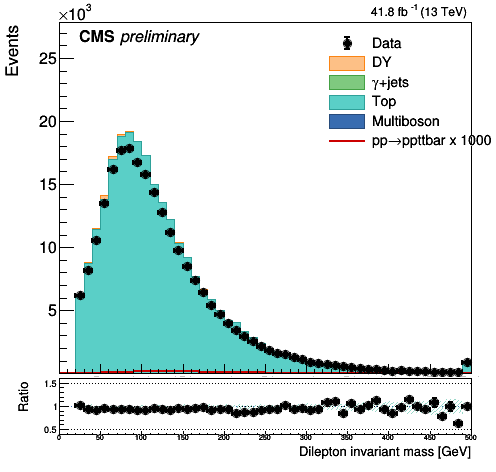 ×10³
41.8 fb⁻¹ (13 TeV)
CMS preliminary
Events
25
20
15
10
5
Data
DY
γ+jets
Top
Multiboson
pp→ppttbar x 1000
Ratio
1.5
1
0.5
0 50 100 150 200 250 300 350 400 450 500
Dilepton invariant mass [GeV]